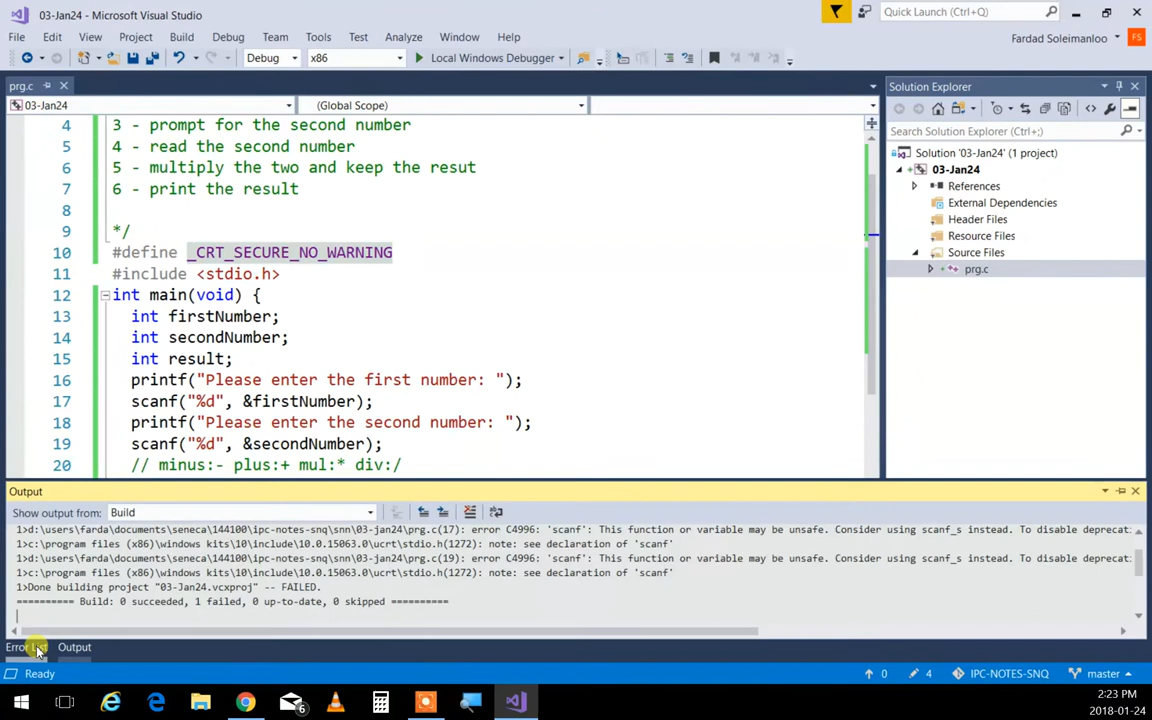 03-Jan24 - Microsoft Visual Studio
Quick Launch (Ctrl+Q)
File Edit View Project Build Debug Team Tools Test Analyze Window Help
Fardad Soleimanloo FS
Debug x86 Local Windows Debugger
prg.c
03-Jan24 (Global Scope)
4 3 - prompt for the second number
5 4 - read the second number
6 5 - multiply the two and keep the resut
7 6 - print the result
8
9 */
10 #define _CRT_SECURE_NO_WARNING
11 #include <stdio.h>
12 int main(void) {
13 int firstNumber;
14 int secondNumber;
15 int result;
16 printf("Please enter the first number: ");
17 scanf("%d", &firstNumber);
18 printf("Please enter the second number: ");
19 scanf("%d", &secondNumber);
20 // minus:- plus:+ mul:* div:/
Solution Explorer
Search Solution Explorer (Ctrl+;)
Solution '03-Jan24' (1 project)
03-Jan24
References
External Dependencies
Header Files
Resource Files
Source Files
prg.c
Output
Show output from: Build
1>d:\users\farda\documents\seneca\144100\ipc-notes-snq\snn\03-jan24\prg.c(17): error C4996: 'scanf': This function or variable may be unsafe. Consider using scanf_s instead. To disable deprecat:
1>c:\program files (x86)\windows kits\10\include\10.0.15063.0\ucrt\stdio.h(1272): note: see declaration of 'scanf'
1>d:\users\farda\documents\seneca\144100\ipc-notes-snq\snn\03-jan24\prg.c(19): error C4996: 'scanf': This function or variable may be unsafe. Consider using scanf_s instead. To disable deprecat:
1>c:\program files (x86)\windows kits\10\include\10.0.15063.0\ucrt\stdio.h(1272): note: see declaration of 'scanf'
1>Done building project "03-Jan24.vcxproj" -- FAILED.
========== Build: 0 succeeded, 1 failed, 0 up-to-date, 0 skipped ==========
Error List Output
Ready 0 4 IPC-NOTES-SNQ master
6
2:23 PM
2018-01-24